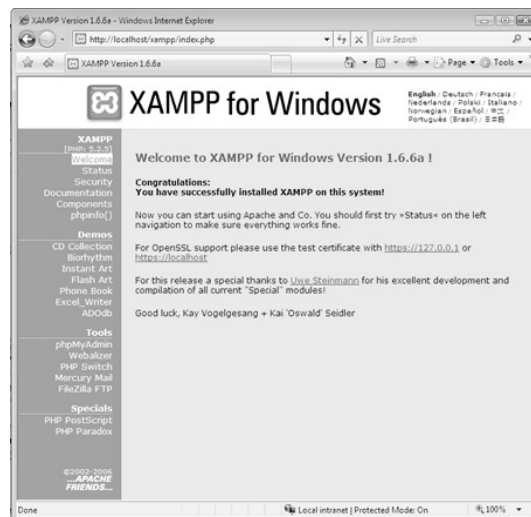 XAMPP Version 1.6.6a - Windows Internet Explorer
http://localhost/xampp/index.php
Live Search
XAMPP Version 1.6.6a
Page
Tools
XAMPP for Windows
English / Deutsch / Francais /
Nederlands / Polski / Italiano /
Norwegian / Español / 中文 /
Português (Brasil) / 日本語
XAMPP
[PHP: 5.2.5]
Welcome
Status
Security
Documentation
Components
phpinfo()
Demos
CD Collection
Biorhythm
Instant Art
Flash Art
Phone Book
Excel_Writer
ADOdb
Tools
phpMyAdmin
Webalizer
PHP Switch
Mercury Mail
FileZilla FTP
Specials
PHP PostScript
PHP Paradox
©2002-2006
...APACHE
FRIENDS...
Welcome to XAMPP for Windows Version 1.6.6a !
Congratulations:
You have successfully installed XAMPP on this system!
Now you can start using Apache and Co. You should first try »Status« on the left
navigation to make sure everything works fine.
For OpenSSL support please use the test certificate with https://127.0.0.1 or
https://localhost
For this release a special thanks to Uwe Steinmann for his excellent development and
compilation of all current "Special" modules!
Good luck, Kay Vogelgesang + Kai 'Oswald' Seidler
Done
Local intranet | Protected Mode: On
100%